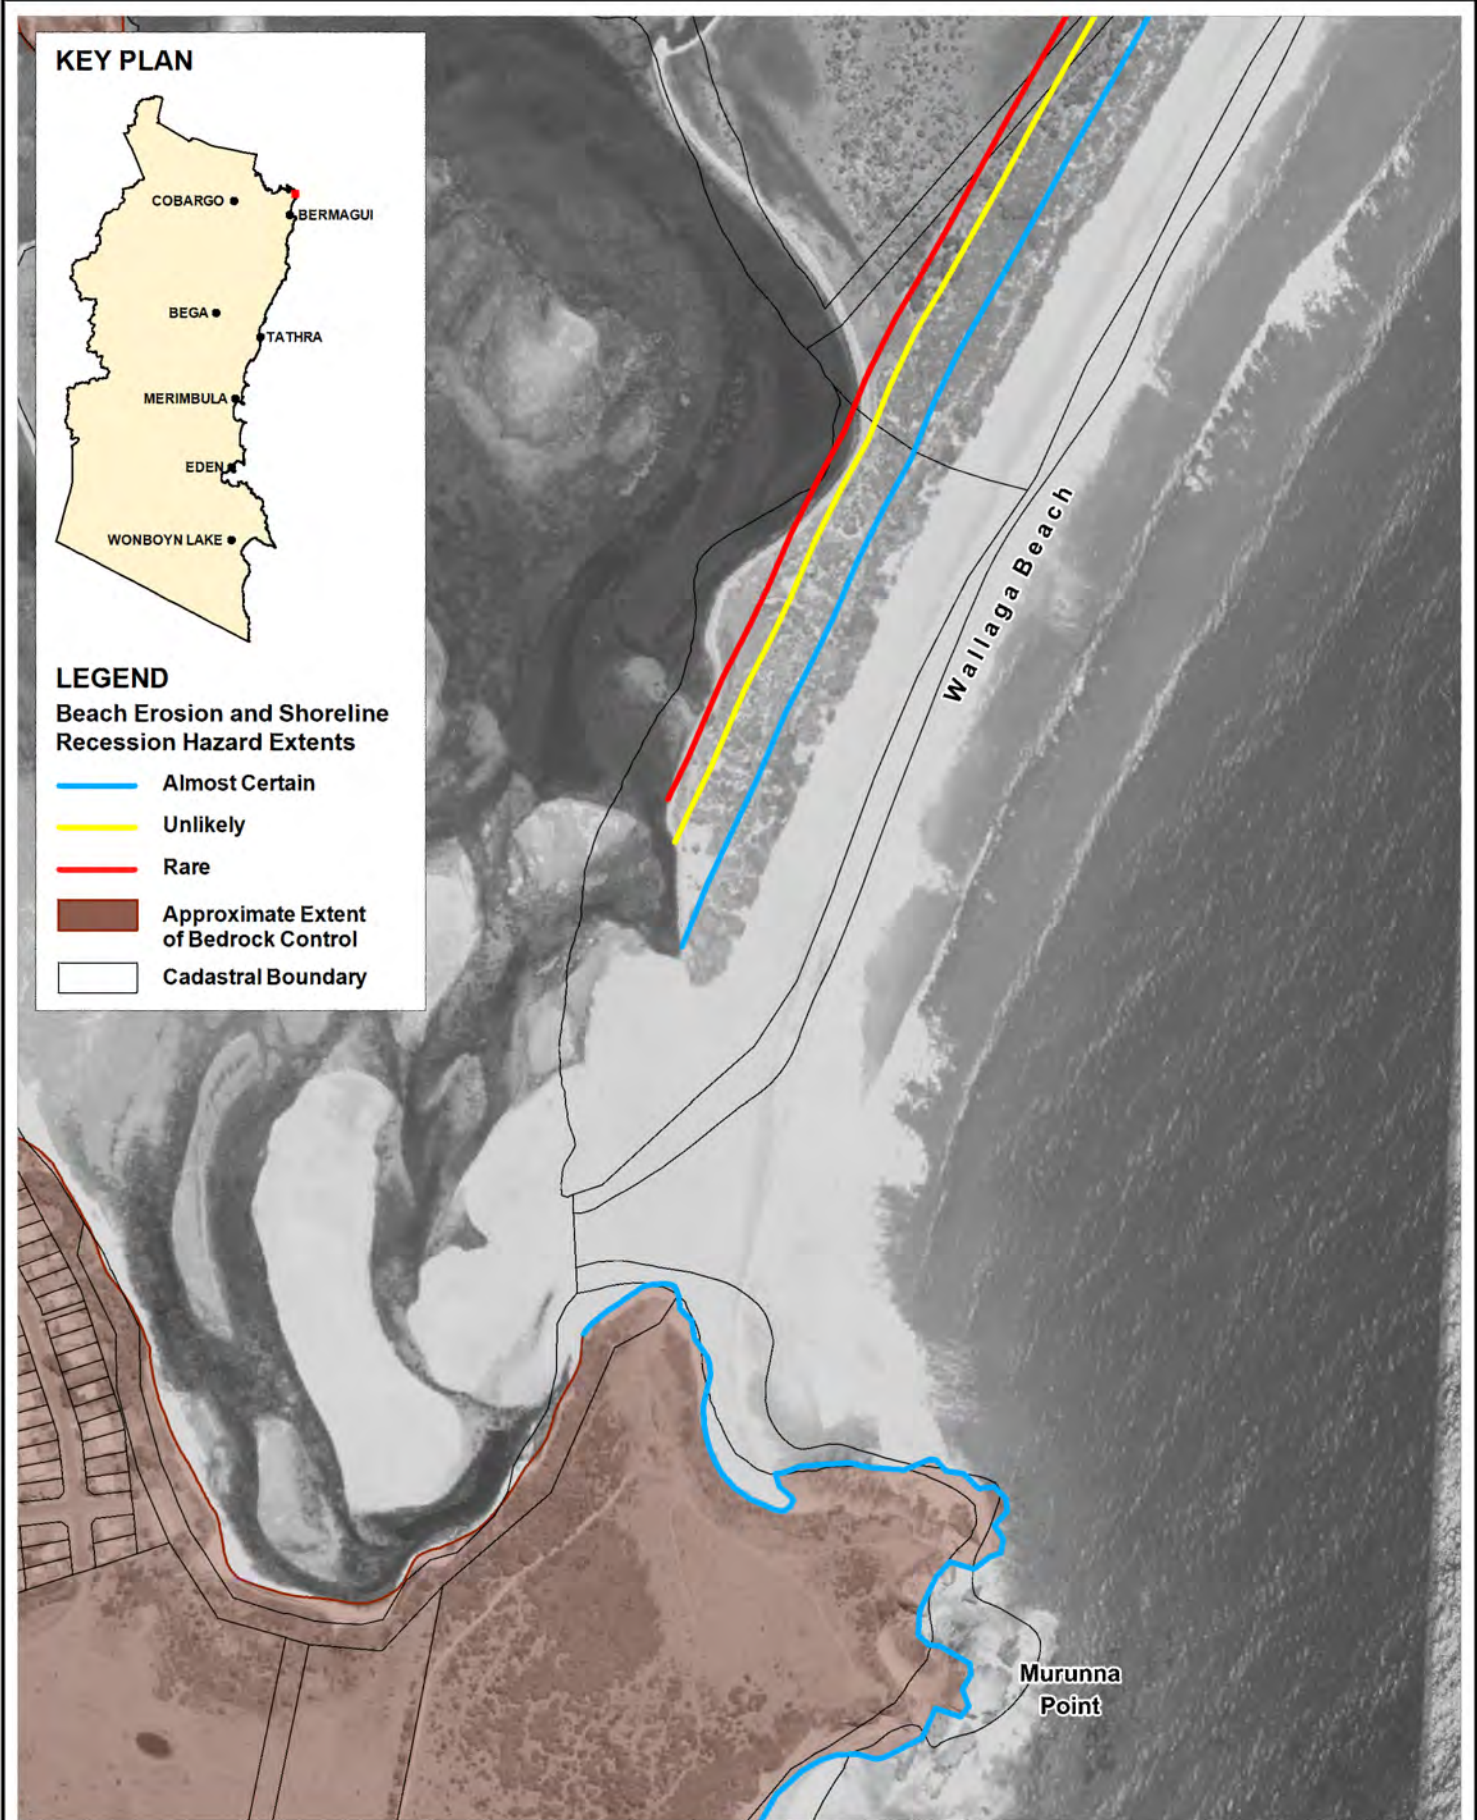 KEY PLAN
COBARGO
BERMAGUI
BEGA
TATHRA
MERIMBULA
EDEN
WONBOYN LAKE
LEGEND
Beach Erosion and Shoreline
Recession Hazard Extents
Almost Certain
Unlikely
Rare
Approximate Extent
of Bedrock Control
Cadastral Boundary
Wallaga Beach
Murunna
Point